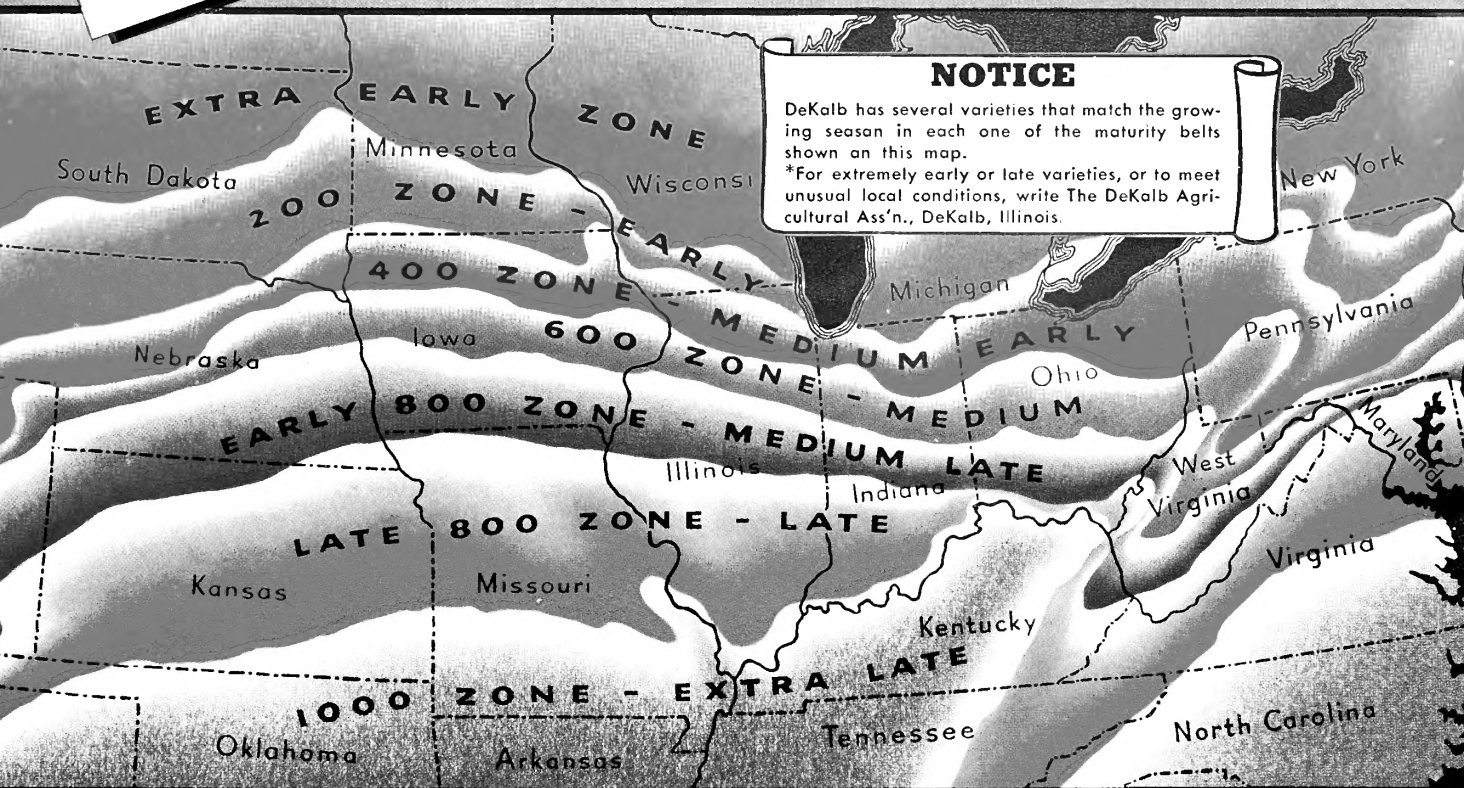 NOTICE
DeKalb has several varieties that match the grow-
ing seasan in each one of the maturity belts
shown an this map.
*For extremely early or late varieties, or to meet
unusual local conditions, write The DeKalb Agri-
cultural Ass'n., DeKalb, Illinois.
EXTRA EARLY ZONE
South Dakota
Minnesota
Wisconsi
New York
200 ZONE - EARLY
400 ZONE - MEDIUM EARLY
Michigan
Pennsylvania
Nebraska
Iowa
600 ZONE - MEDIUM
Ohio
EARLY 800 ZONE - MEDIUM LATE
Maryland
Illinois
Indiana
West
Virginia
LATE 800 ZONE - LATE
Virginia
Kansas
Missouri
Kentucky
1000 ZONE - EXTRA LATE
Oklahoma
Arkansas
Tennessee
North Carolina